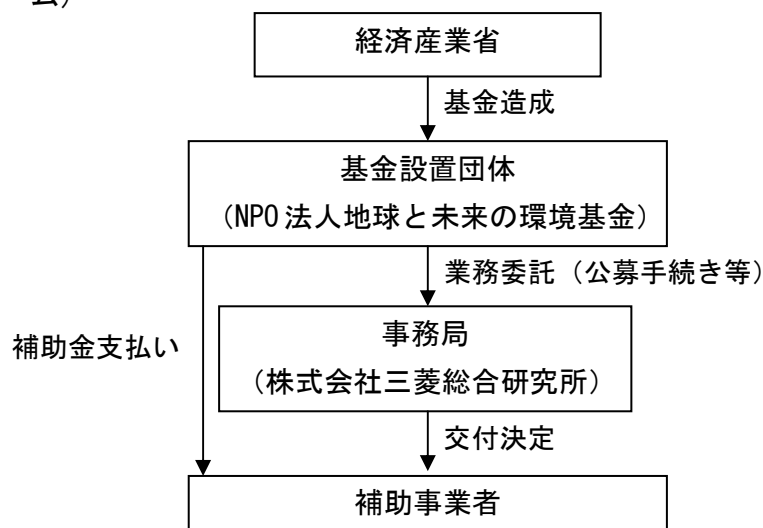 経済産業省
基金造成
基金設置団体
（NPO法人地球と未来の環境基金）
業務委託（公募手続き等）
補助金支払い
事務局
（株式会社三菱総合研究所）
交付決定
補助事業者